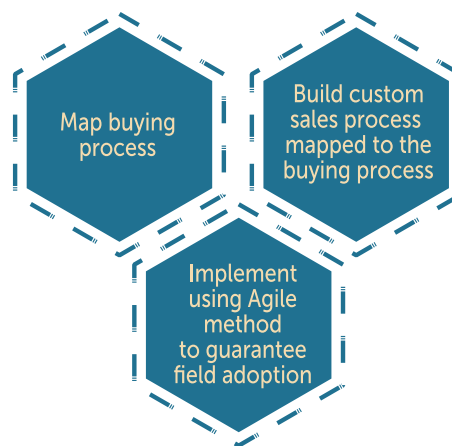 Map buying
process
Build custom
sales process
mapped to the
buying process
Implement
using Agile
method
to guarantee
field adoption